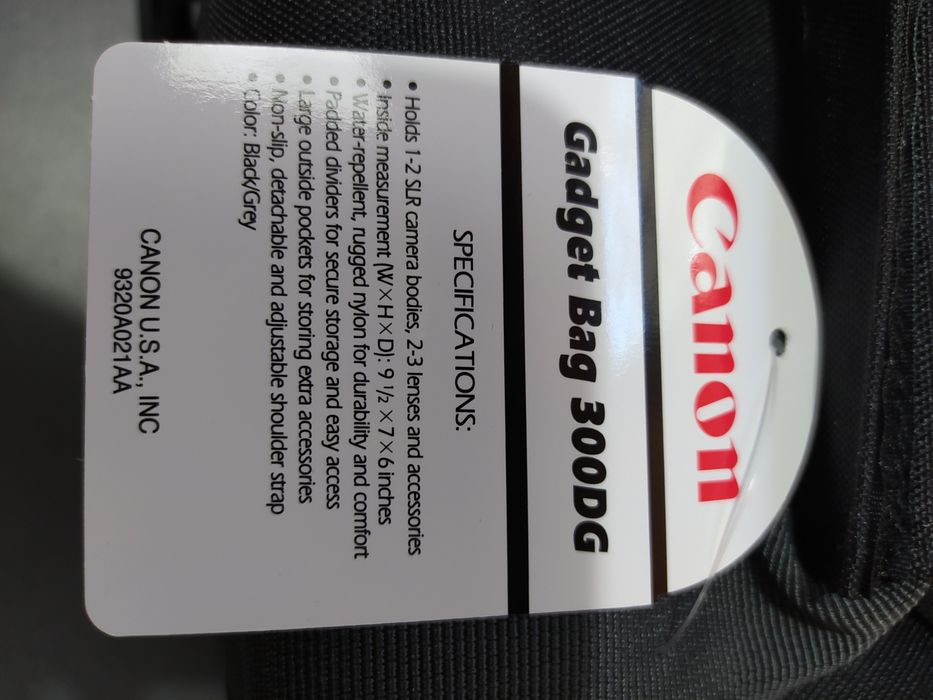 Canon
Gadget Bag 300DG
SPECIFICATIONS:
• Holds 1-2 SLR camera bodies, 2-3 lenses and accessories
• Inside measurement (W × H × D): 9 ½ × 7 × 6 inches
• Water-repellent, rugged nylon for durability and comfort
• Padded dividers for secure storage and easy access
• Large outside pockets for storing extra accessories
• Non-slip, detachable and adjustable shoulder strap
• Color: Black/Grey
CANON U.S.A., INC
9320A021AA